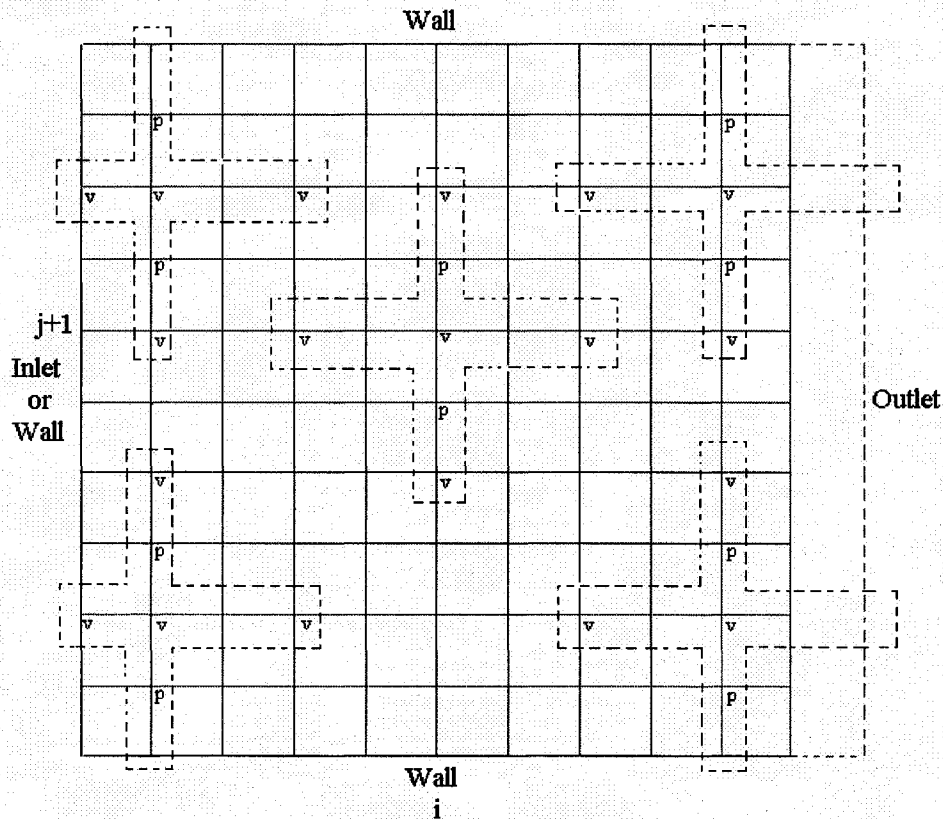 Wall
p p
v v v v v v
p p p
j+1 v v v v v
Inlet
or
Wall
p
Outlet
v v v
p p
v v v v v
p p
Wall
i